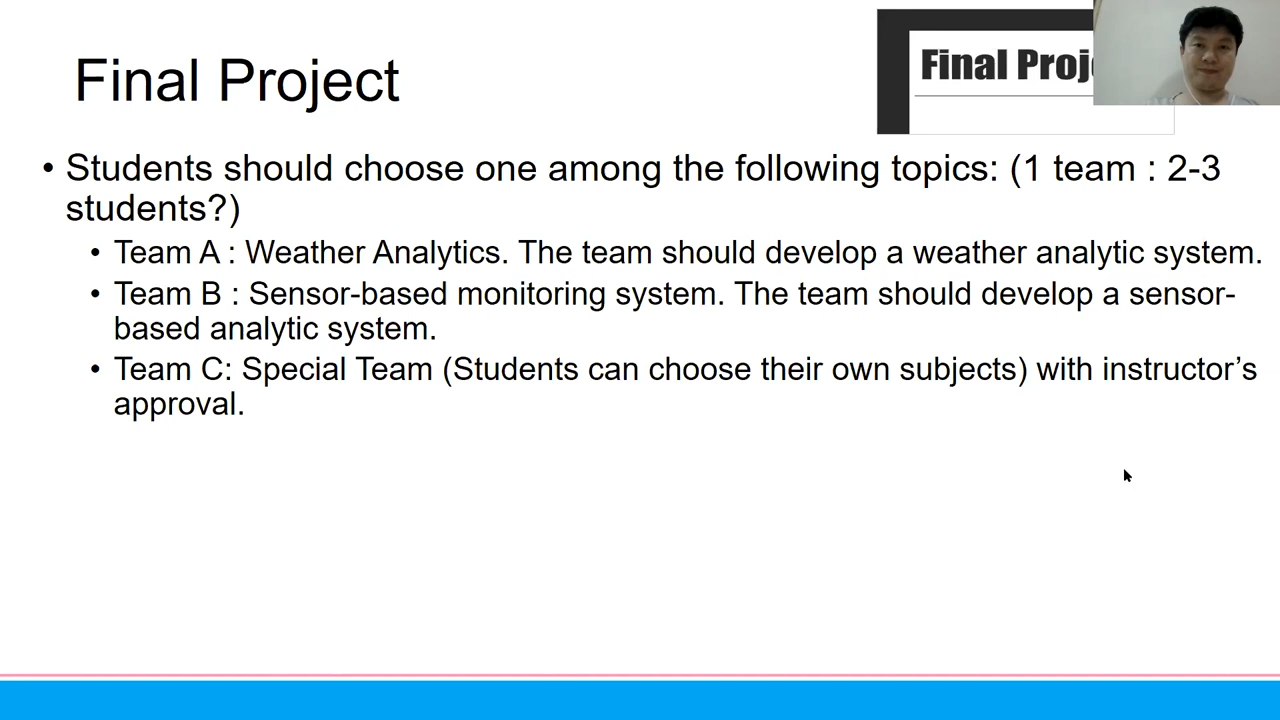 Final Project
Final Proj
• Students should choose one among the following topics: (1 team : 2-3
students?)
• Team A : Weather Analytics. The team should develop a weather analytic system.
• Team B : Sensor-based monitoring system. The team should develop a sensor-
based analytic system.
• Team C: Special Team (Students can choose their own subjects) with instructor’s
approval.